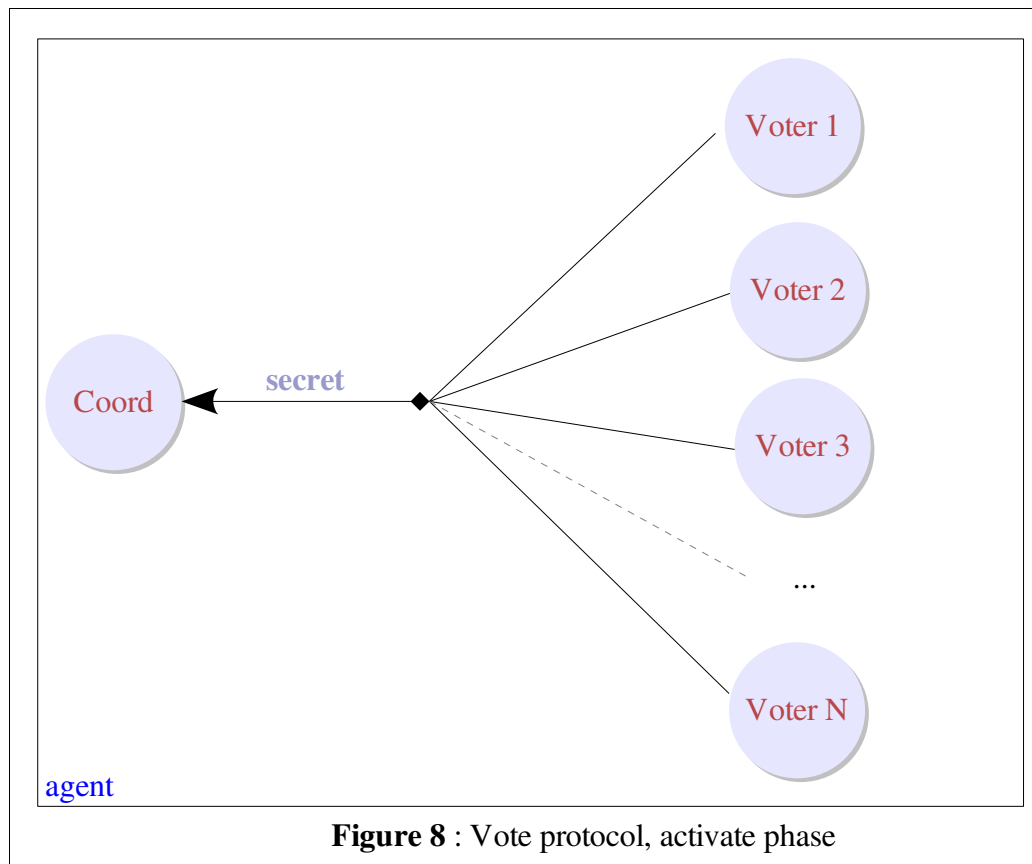 Voter 1
Voter 2
secret
Coord
Voter 3
...
Voter N
agent
Figure 8 : Vote protocol, activate phase